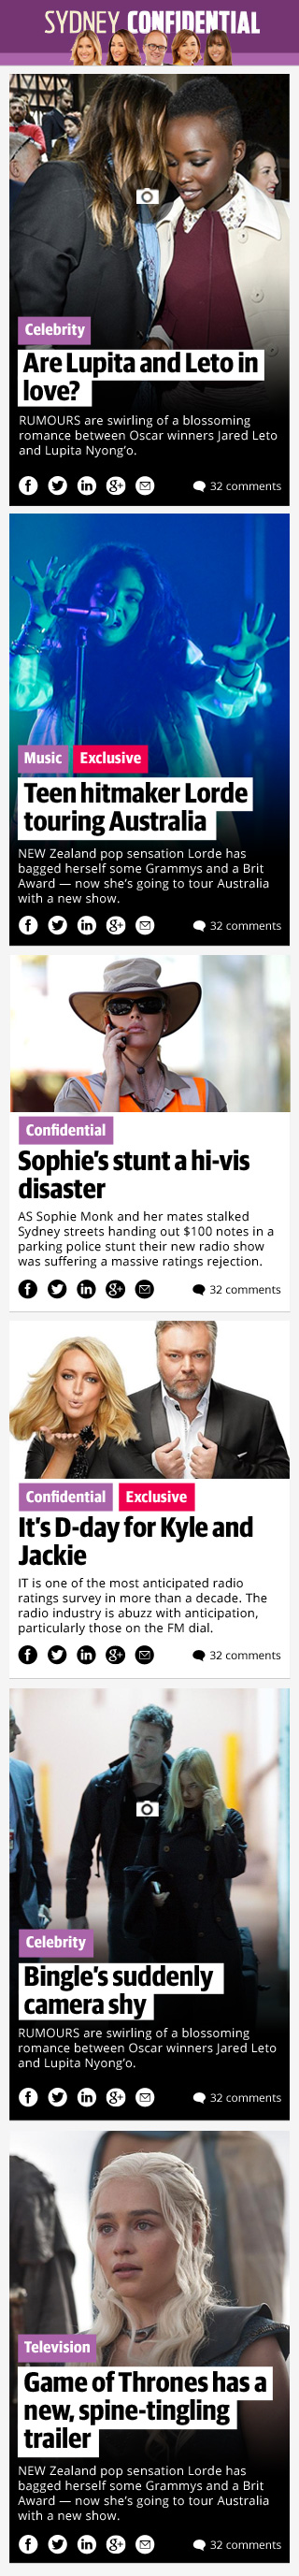 SYDNEY CONFIDENTIAL
Celebrity
Are Lupita and Leto in
love?
RUMOURS are swirling of a blossoming
romance between Oscar winners Jared Leto
and Lupita Nyong'o.
32 comments
Music Exclusive
Teen hitmaker Lorde
touring Australia
NEW Zealand pop sensation Lorde has
bagged herself some Grammys and a Brit
Award — now she's going to tour Australia
with a new show.
32 comments
Confidential
Sophie's stunt a hi-vis
disaster
AS Sophie Monk and her mates stalked
Sydney streets handing out $100 notes in a
parking police stunt their new radio show
was suffering a massive ratings rejection.
32 comments
Confidential Exclusive
It's D-day for Kyle and
Jackie
IT is one of the most anticipated radio
ratings survey in more than a decade. The
radio industry is abuzz with anticipation,
particularly those on the FM dial.
32 comments
Celebrity
Bingle's suddenly
camera shy
RUMOURS are swirling of a blossoming
romance between Oscar winners Jared Leto
and Lupita Nyong'o.
32 comments
Television
Game of Thrones has a
new, spine-tingling
trailer
NEW Zealand pop sensation Lorde has
bagged herself some Grammys and a Brit
Award — now she's going to tour Australia
with a new show.
32 comments